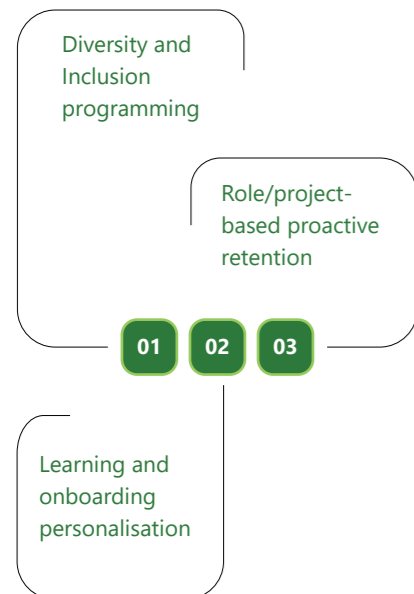 Diversity and
Inclusion
programming
Role/project-
based proactive
retention
01 02 03
Learning and
onboarding
personalisation